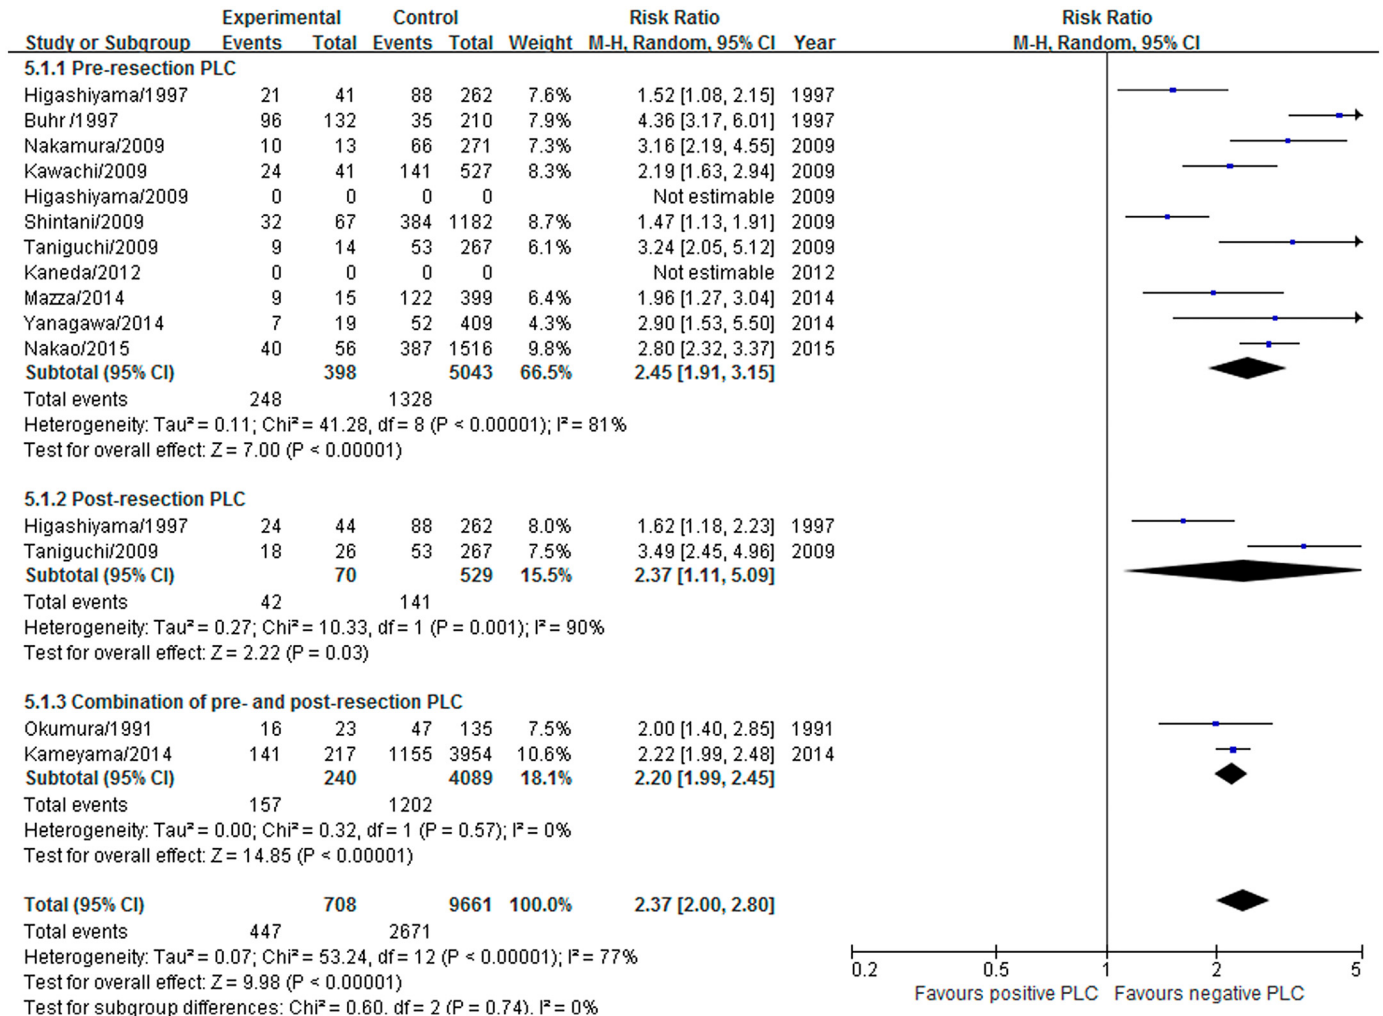 Experimental Control Risk Ratio Risk Ratio
Study or Subgroup Events Total Events Total Weight M-H, Random, 95% CI Year M-H, Random, 95% CI
5.1.1 Pre-resection PLC
Higashiyama/1997 21 41 88 262 7.6% 1.52 [1.08, 2.15] 1997
Buhr/1997 96 132 35 210 7.9% 4.36 [3.17, 6.01] 1997
Nakamura/2009 10 13 66 271 7.3% 3.16 [2.19, 4.55] 2009
Kawachi/2009 24 41 141 527 8.3% 2.19 [1.63, 2.94] 2009
Higashiyama/2009 0 0 0 0 Not estimable 2009
Shintani/2009 32 67 384 1182 8.7% 1.47 [1.13, 1.91] 2009
Taniguchi/2009 9 14 53 267 6.1% 3.24 [2.05, 5.12] 2009
Kaneda/2012 0 0 0 0 Not estimable 2012
Mazza/2014 9 15 122 399 6.4% 1.96 [1.27, 3.04] 2014
Yanagawa/2014 7 19 52 409 4.3% 2.90 [1.53, 5.50] 2014
Nakao/2015 40 56 387 1516 9.8% 2.80 [2.32, 3.37] 2015
Subtotal (95% CI) 398 5043 66.5% 2.45 [1.91, 3.15]
Total events 248 1328
Heterogeneity: Tau² = 0.11; Chi² = 41.28, df = 8 (P < 0.00001); I² = 81%
Test for overall effect: Z = 7.00 (P < 0.00001)
5.1.2 Post-resection PLC
Higashiyama/1997 24 44 88 262 8.0% 1.62 [1.18, 2.23] 1997
Taniguchi/2009 18 26 53 267 7.5% 3.49 [2.45, 4.96] 2009
Subtotal (95% CI) 70 529 15.5% 2.37 [1.11, 5.09]
Total events 42 141
Heterogeneity: Tau² = 0.27; Chi² = 10.33, df = 1 (P = 0.001); I² = 90%
Test for overall effect: Z = 2.22 (P = 0.03)
5.1.3 Combination of pre- and post-resection PLC
Okumura/1991 16 23 47 135 7.5% 2.00 [1.40, 2.85] 1991
Kameyama/2014 141 217 1155 3954 10.6% 2.22 [1.99, 2.48] 2014
Subtotal (95% CI) 240 4089 18.1% 2.20 [1.99, 2.45]
Total events 157 1202
Heterogeneity: Tau² = 0.00; Chi² = 0.32, df = 1 (P = 0.57); I² = 0%
Test for overall effect: Z = 14.85 (P < 0.00001)
Total (95% CI) 708 9661 100.0% 2.37 [2.00, 2.80]
Total events 447 2671
Heterogeneity: Tau² = 0.07; Chi² = 53.24, df = 12 (P < 0.00001); I² = 77%
Test for overall effect: Z = 9.98 (P < 0.00001)
Test for subgroup differences: Chi² = 0.60, df = 2 (P = 0.74), I² = 0%
0.2 0.5 1 2 5
Favours positive PLC Favours negative PLC